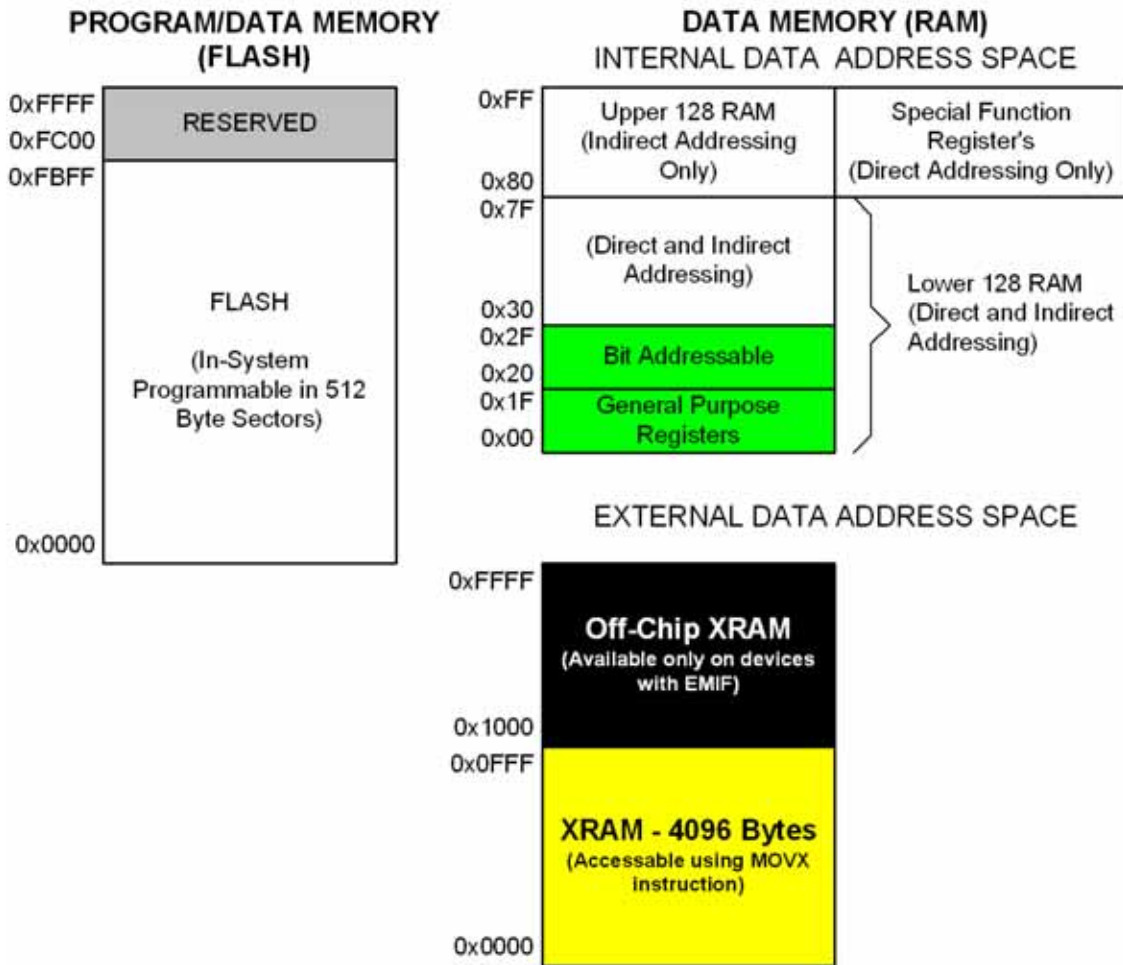 PROGRAM/DATA MEMORY
(FLASH)
0xFFFF
RESERVED
0xFC00
0xFBFF
FLASH
(In-System
Programmable in 512
Byte Sectors)
0x0000
DATA MEMORY (RAM)
INTERNAL DATA ADDRESS SPACE
0xFF
Upper 128 RAM
(Indirect Addressing
Only)
0x80
Special Function
Register's
(Direct Addressing Only)
0x7F
(Direct and Indirect
Addressing)
0x30
0x2F
Bit Addressable
0x20
0x1F
General Purpose
Registers
0x00
Lower 128 RAM
(Direct and Indirect
Addressing)
EXTERNAL DATA ADDRESS SPACE
0xFFFF
Off-Chip XRAM
(Available only on devices
with EMIF)
0x1000
0x0FFF
XRAM - 4096 Bytes
(Accessable using MOVX
instruction)
0x0000